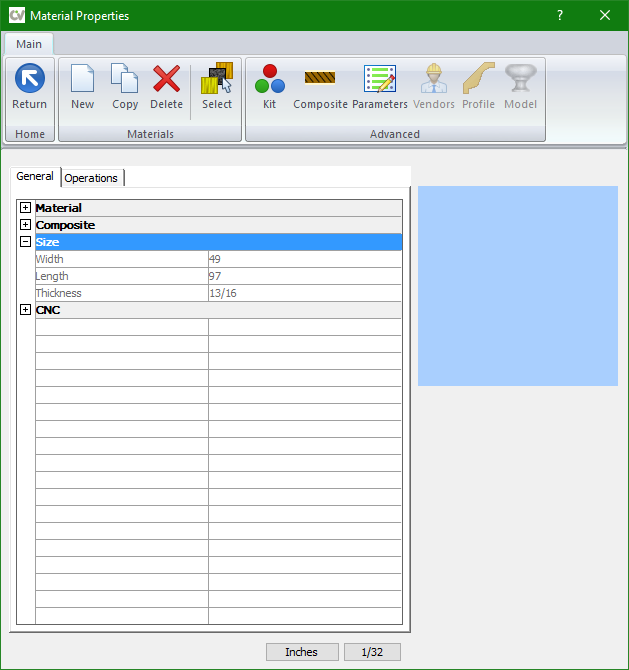 CV Material Properties ?
Main
Return New Copy Delete Select Kit Composite Parameters Vendors Profile Model
Home Materials Advanced
General Operations
Material
Composite
Size
Width 49
Length 97
Thickness 13/16
CNC
Inches 1/32